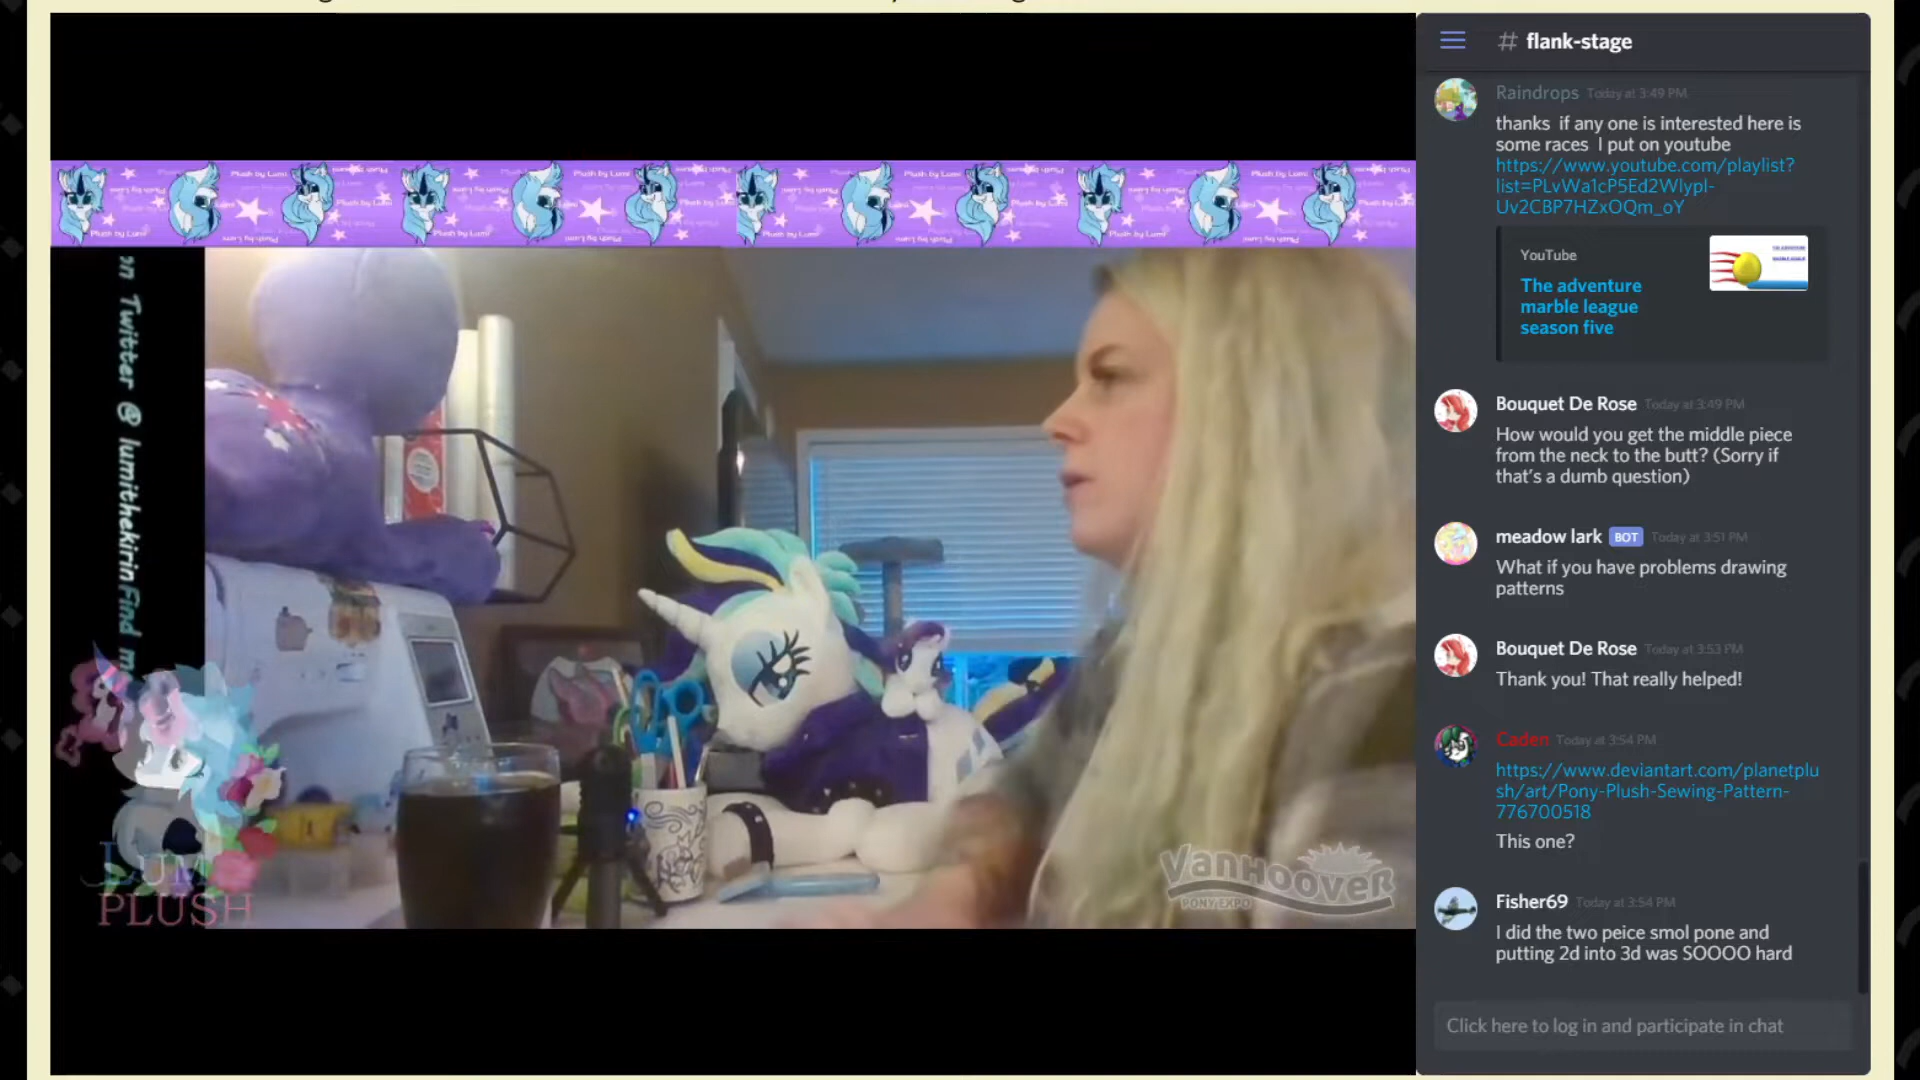 # flank-stage
Raindrops Today at 3:49 PM
thanks if any one is interested here is
some races I put on youtube
https://www.youtube.com/playlist?
list=PLvWa1cP5Ed2Wlypl-
Uv2CBP7HZxOQm_oY
YouTube
The adventure
marble league
season five
Bouquet De Rose Today at 3:49 PM
How would you get the middle piece
from the neck to the butt? (Sorry if
that's a dumb question)
meadow lark BOT Today at 3:51 PM
What if you have problems drawing
patterns
Bouquet De Rose Today at 3:53 PM
Thank you! That really helped!
Caden Today at 3:54 PM
https://www.deviantart.com/planetplu
sh/art/Pony-Plush-Sewing-Pattern-
776700518
This one?
Fisher69 Today at 3:54 PM
I did the two peice smol pone and
putting 2d into 3d was SOOOO hard
Click here to log in and participate in chat
Plush by Lumi
on Twitter @ lumithekirin Find m
LUMI
PLUSH
VANHOOVER
PONY EXPO